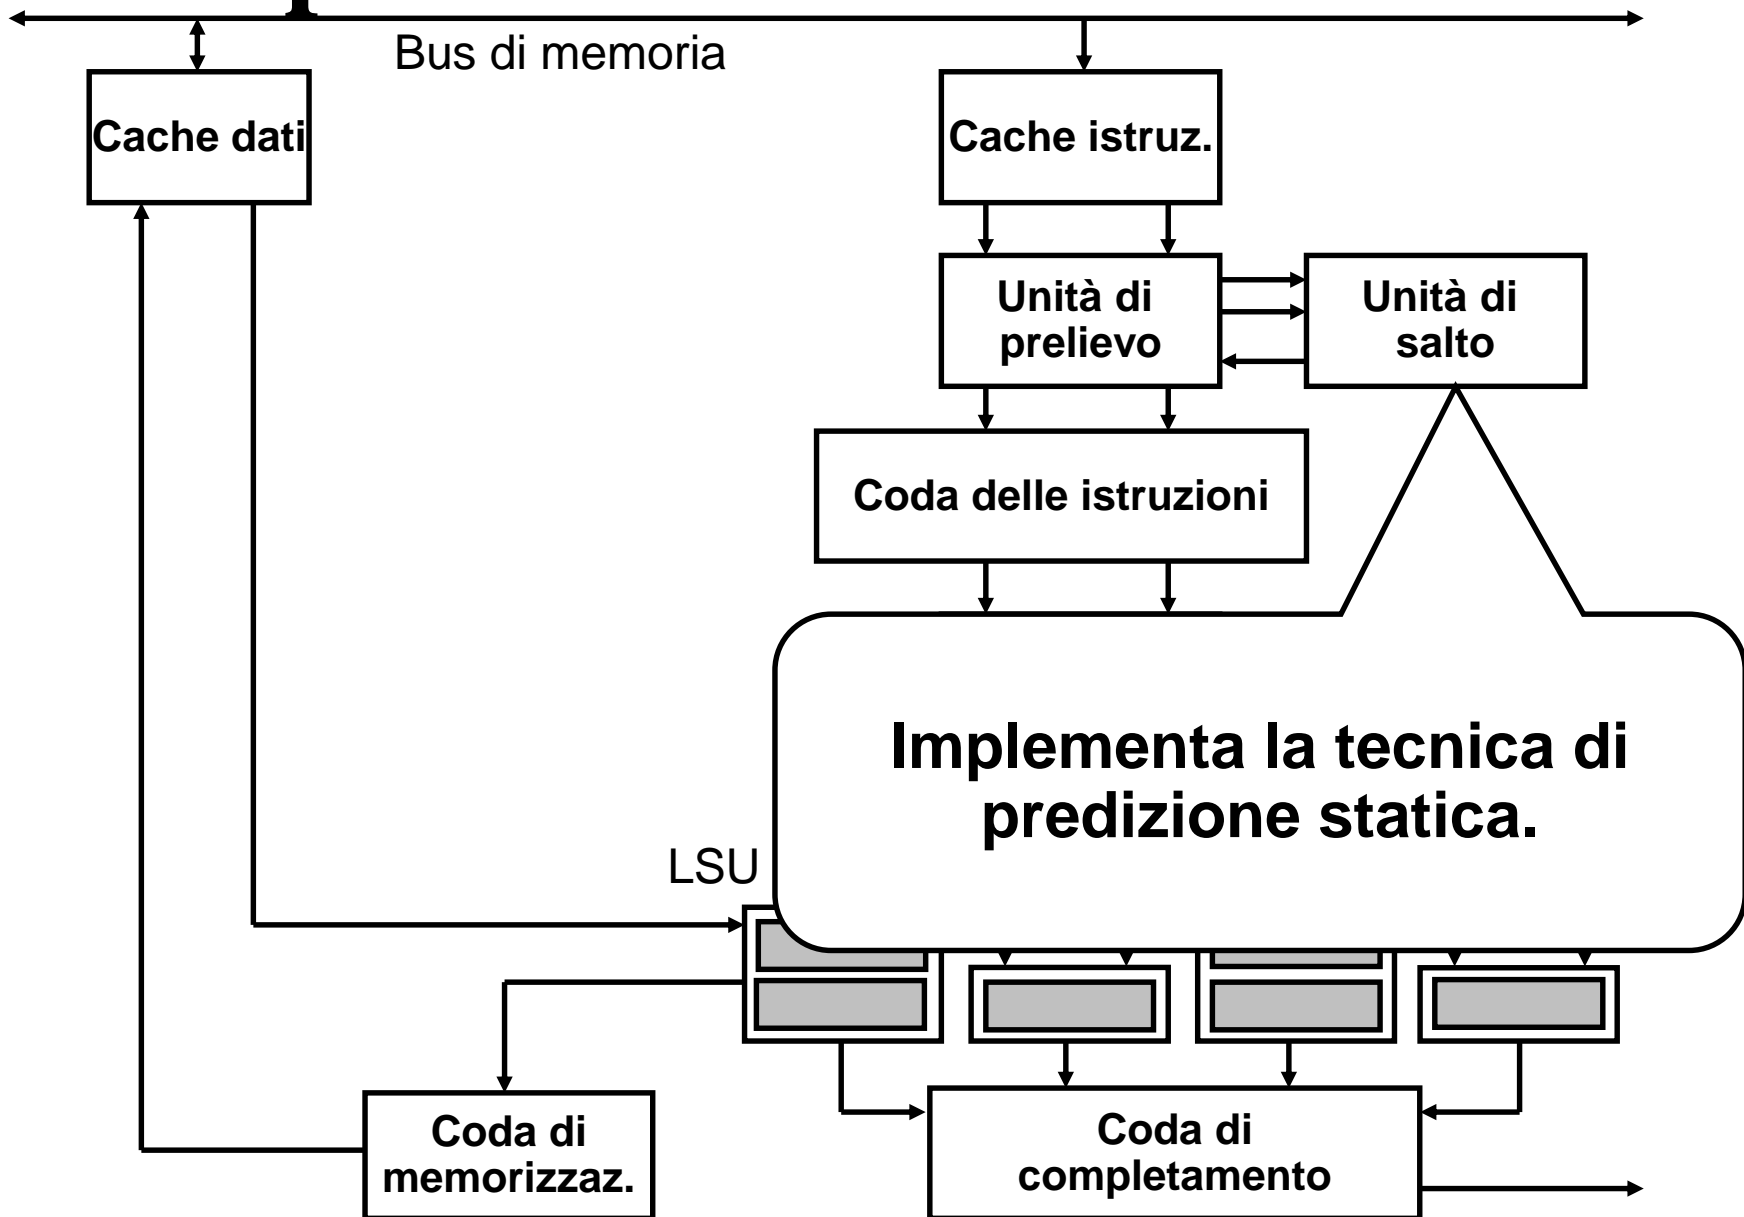 Bus di memoria
Cache dati
Cache istruz.
Unità di
prelievo
Unità di
salto
Coda delle istruzioni
Implementa la tecnica di
predizione statica.
LSU
Coda di
memorizzaz.
Coda di
completamento